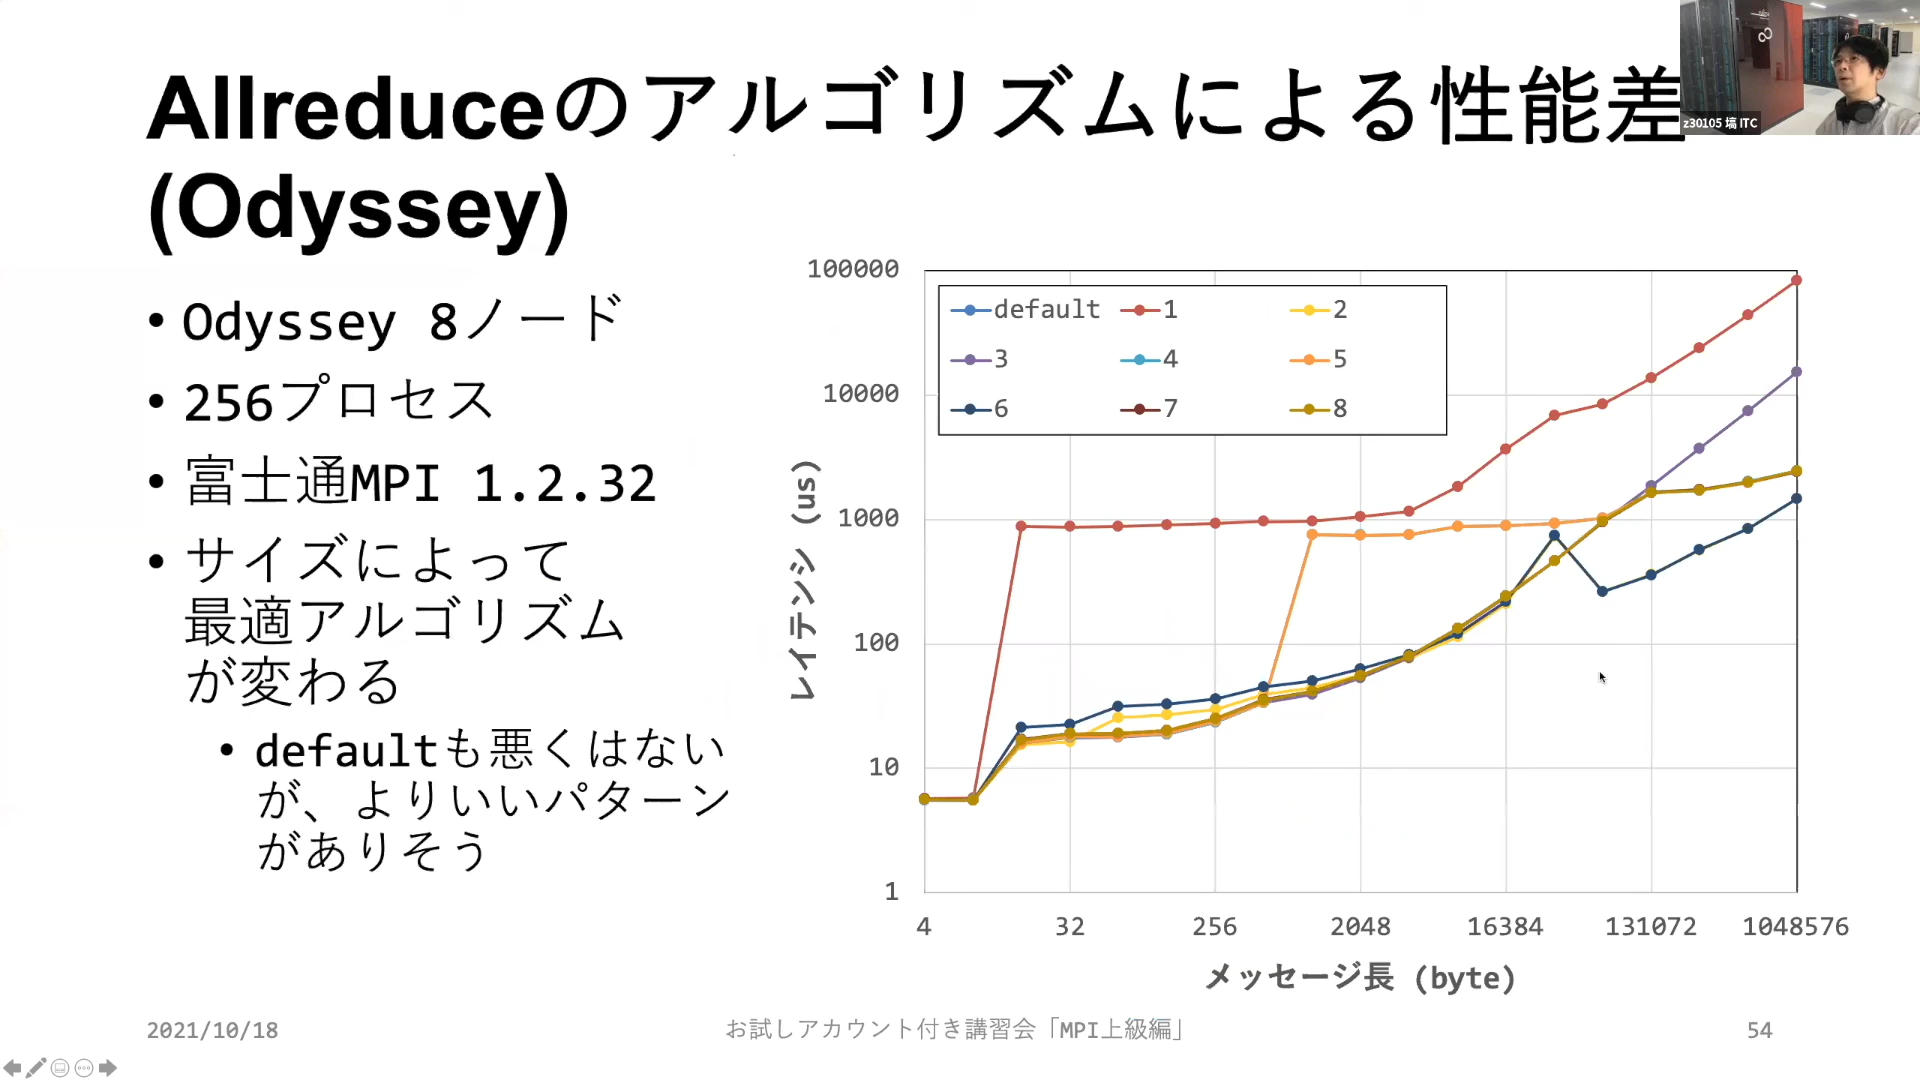 Allreduceのアルゴリズムによる性能差
(Odyssey)
z30105 塙 ITC
• Odyssey 8ノード
• 256プロセス
• 富士通MPI 1.2.32
• サイズによって
最適アルゴリズム
が変わる
• defaultも悪くはない
が、よりいいパターン
がありそう
レイテンシ (us)
100000
10000
1000
100
10
1
default 1 2
3 4 5
6 7 8
4 32 256 2048 16384 131072 1048576
メッセージ長 (byte)
2021/10/18
お試しアカウント付き講習会「MPI上級編」
54